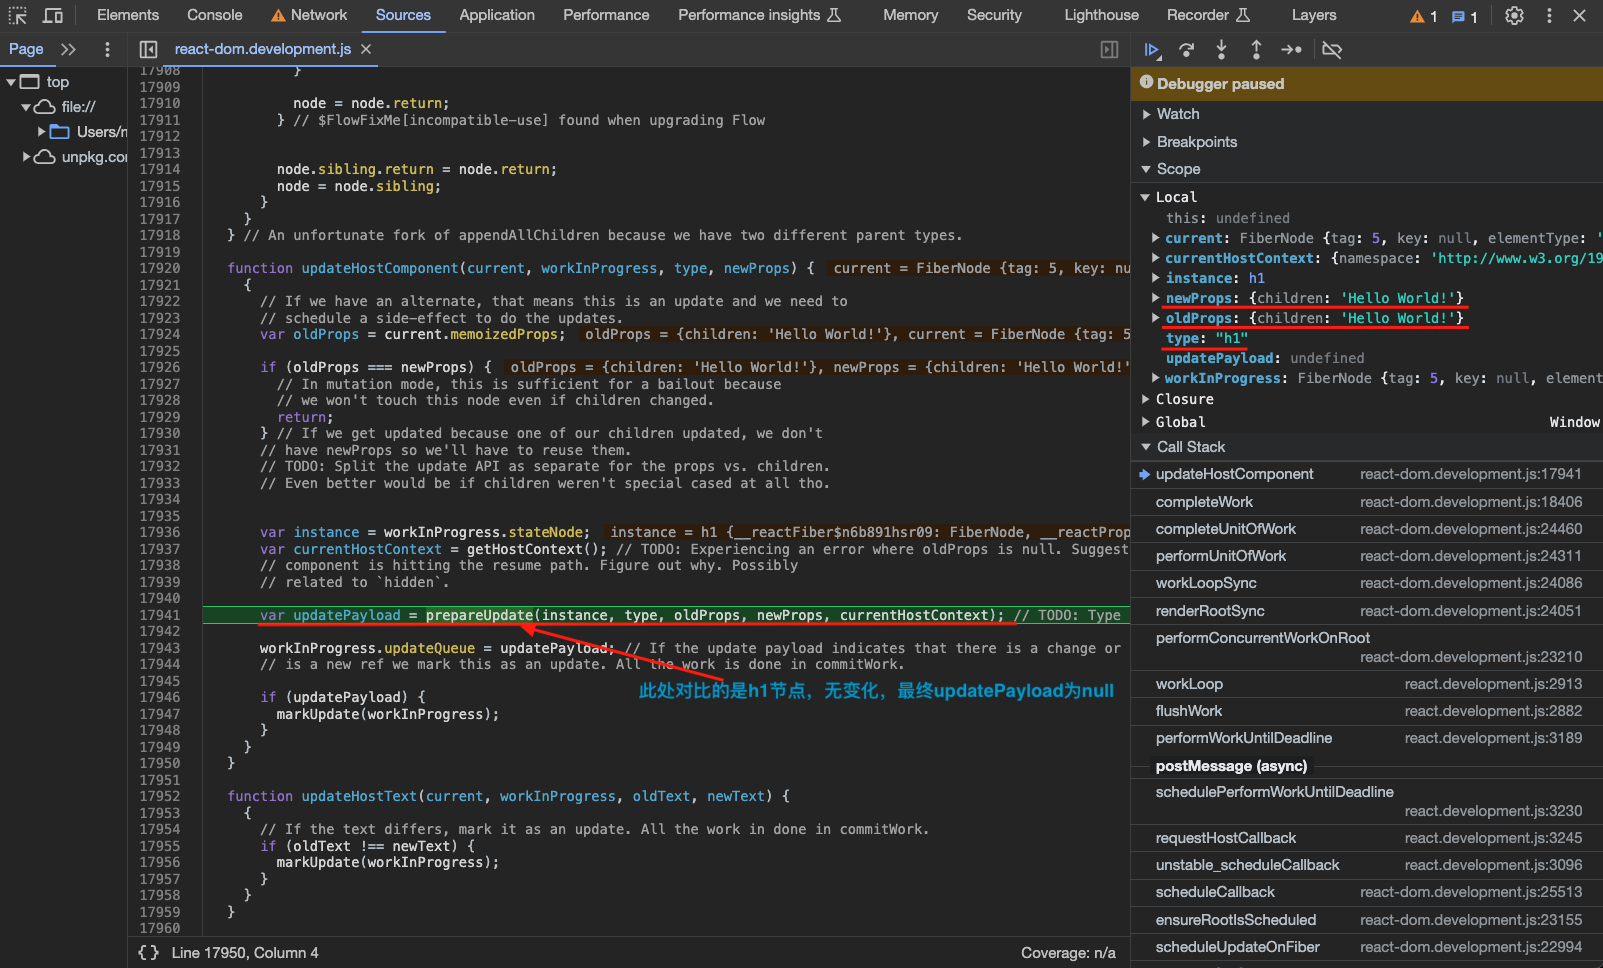 Elements Console Network Sources Application Performance Performance insights Memory Security Lighthouse Recorder Layers 1 1
Page
react-dom.development.js
top
file://
Users/
unpkg.co
17908 }
17909
17910 node = node.return;
17911 } // $FlowFixMe[incompatible-use] found when upgrading Flow
17912
17913
17914 node.sibling.return = node.return;
17915 node = node.sibling;
17916 }
17917 }
17918 } // An unfortunate fork of appendAllChildren because we have two different parent types.
17919
17920 function updateHostComponent(current, workInProgress, type, newProps) { current = FiberNode {tag: 5, key: nu
17921 {
17922 // If we have an alternate, that means this is an update and we need to
17923 // schedule a side-effect to do the updates.
17924 var oldProps = current.memoizedProps; oldProps = {children: 'Hello World!'}, current = FiberNode {tag: 5
17925
17926 if (oldProps === newProps) { oldProps = {children: 'Hello World!'}, newProps = {children: 'Hello World!'
17927 // In mutation mode, this is sufficient for a bailout because
17928 // we won't touch this node even if children changed.
17929 return;
17930 } // If we get updated because one of our children updated, we don't
17931 // have newProps so we'll have to reuse them.
17932 // TODO: Split the update API as separate for the props vs. children.
17933 // Even better would be if children weren't special cased at all tho.
17934
17935
17936 var instance = workInProgress.stateNode; instance = h1 {__reactFiber$n6b891hsr09: FiberNode, __reactProp
17937 var currentHostContext = getHostContext(); // TODO: Experiencing an error where oldProps is null. Suggest
17938 // component is hitting the resume path. Figure out why. Possibly
17939 // related to `hidden`.
17940
17941 var updatePayload = prepareUpdate(instance, type, oldProps, newProps, currentHostContext); // TODO: Type
17942
17943 workInProgress.updateQueue = updatePayload; // If the update payload indicates that there is a change or
17944 // is a new ref we mark this as an update. All the work is done in commitWork.
17945
此处对比的是h1节点，无变化，最终updatePayload为null
17946 if (updatePayload) {
17947 markUpdate(workInProgress);
17948 }
17949 }
17950 }
17951
17952 function updateHostText(current, workInProgress, oldText, newText) {
17953 {
17954 // If the text differs, mark it as an update. All the work in done in commitWork.
17955 if (oldText !== newText) {
17956 markUpdate(workInProgress);
17957 }
17958 }
17959 }
17960
{} Line 17950, Column 4 Coverage: n/a
Debugger paused
Watch
Breakpoints
Scope
Local
this: undefined
current: FiberNode {tag: 5, key: null, elementType: '
currentHostContext: {namespace: 'http://www.w3.org/19
instance: h1
newProps: {children: 'Hello World!'}
oldProps: {children: 'Hello World!'}
type: "h1"
updatePayload: undefined
workInProgress: FiberNode {tag: 5, key: null, element
Closure
Global Window
Call Stack
updateHostComponent react-dom.development.js:17941
completeWork react-dom.development.js:18406
completeUnitOfWork react-dom.development.js:24460
performUnitOfWork react-dom.development.js:24311
workLoopSync react-dom.development.js:24086
renderRootSync react-dom.development.js:24051
performConcurrentWorkOnRoot
react-dom.development.js:23210
workLoop react.development.js:2913
flushWork react.development.js:2882
performWorkUntilDeadline react.development.js:3189
postMessage (async)
schedulePerformWorkUntilDeadline
react.development.js:3230
requestHostCallback react.development.js:3245
unstable_scheduleCallback react.development.js:3096
scheduleCallback react-dom.development.js:25513
ensureRootIsScheduled react-dom.development.js:23155
scheduleUpdateOnFiber react-dom.development.js:22994